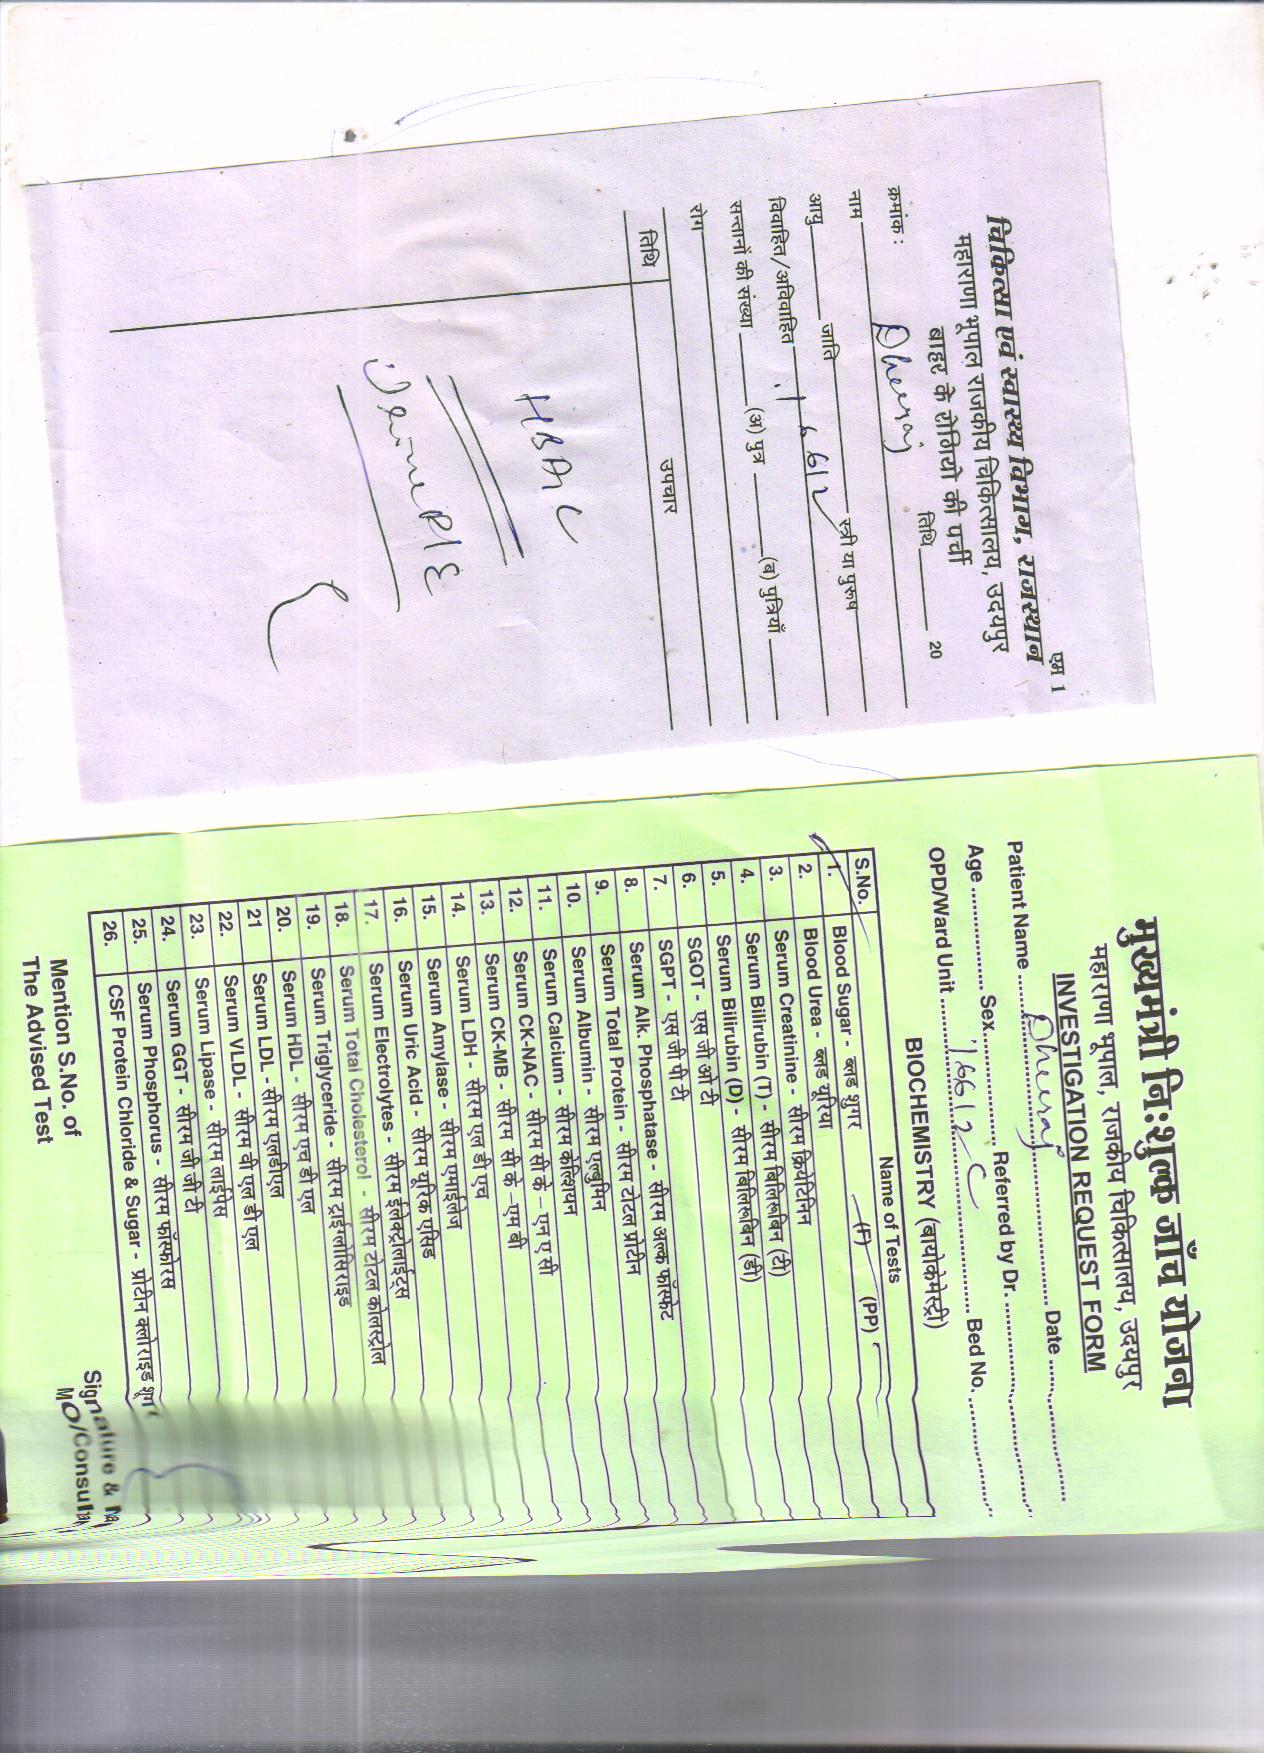 एम 1
चिकित्सा एवं स्वास्थ्य विभाग, राजस्थान
महाराणा भूपाल राजकीय चिकित्सालय, उदयपुर
बाहर के रोगियों की पर्ची
क्रमांक : तिथि 20
नाम Dheeraj
आयु जाति स्त्री या पुरुष
विवाहित/अविवाहित
सन्तानों की संख्या (अ) पुत्र (ब) पुत्रियाँ
रोग
तिथि उपचार
HBA1C
मुख्यमंत्री नि:शुल्क जाँच योजना
महाराणा भूपाल, राजकीय चिकित्सालय, उदयपुर
INVESTIGATION REQUEST FORM
Patient Name Dheeraj Date
Age Sex Referred by Dr.
OPD/Ward Unit Bed No.
BIOCHEMISTRY (बायोकेमेस्ट्री)
S.No. Name of Tests
1. Blood Sugar - ब्लड शुगर (F) (PP)
2. Blood Urea - ब्लड यूरिया
3. Serum Creatinine - सीरम क्रियेटिनिन
4. Serum Bilrubin (T) - सीरम बिलिरूबिन (टी)
5. Serum Bilirubin (D) - सीरम बिलिरूबिन (डी)
6. SGOT - एस जी ओ टी
7. SGPT - एस जी पी टी
8. Serum Alk. Phosphatase - सीरम अल्क फॉस्फेट
9. Serum Total Protein - सीरम टोटल प्रोटीन
10. Serum Albumin - सीरम एल्बुमिन
11. Serum Calcium - सीरम केल्शियन
12. Serum CK-NAC - सीरम सी के - एन ए सी
13. Serum CK-MB - सीरम सी के - एम बी
14. Serum LDH - सीरम एल डी एच
15. Serum Amylase - सीरम एमाईलेज
16. Serum Uric Acid - सीरम यूरिक एसिड
17. Serum Electrolytes - सीरम ईलेक्ट्रोलाईट्स
18. Serum Total Cholesterol - सीरम टोटल कोलस्ट्रोल
19. Serum Triglyceride - सीरम ट्राईग्लीसिराइड
20. Serum HDL - सीरम एच डी एल
21 Serum LDL - सीरम एलडीएल
22. Serum VLDL - सीरम वी एल डी एल
23. Serum Lipase - सीरम लाईपेस
24. Serum GGT - सीरम जी जी टी
25. Serum Phosphorus - सीरम फॉस्फोरस
26. CSF Protein Chloride & Sugar - प्रोटीन क्लोराइड शुगर
Mention S.No. of Signature &
The Advised Test MO/Consulta